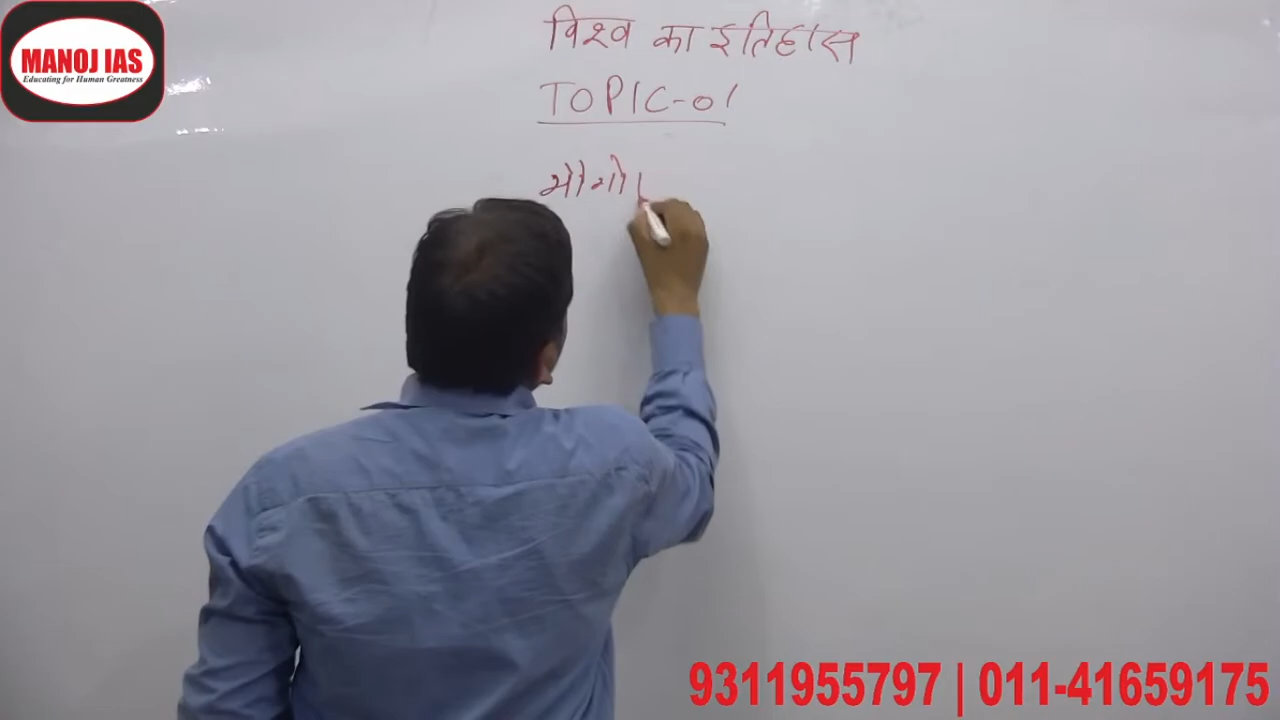 MANOJ IAS
Educating for Human Greatness
विश्व का इतिहास
TOPIC-01
9311955797 | 011-41659175